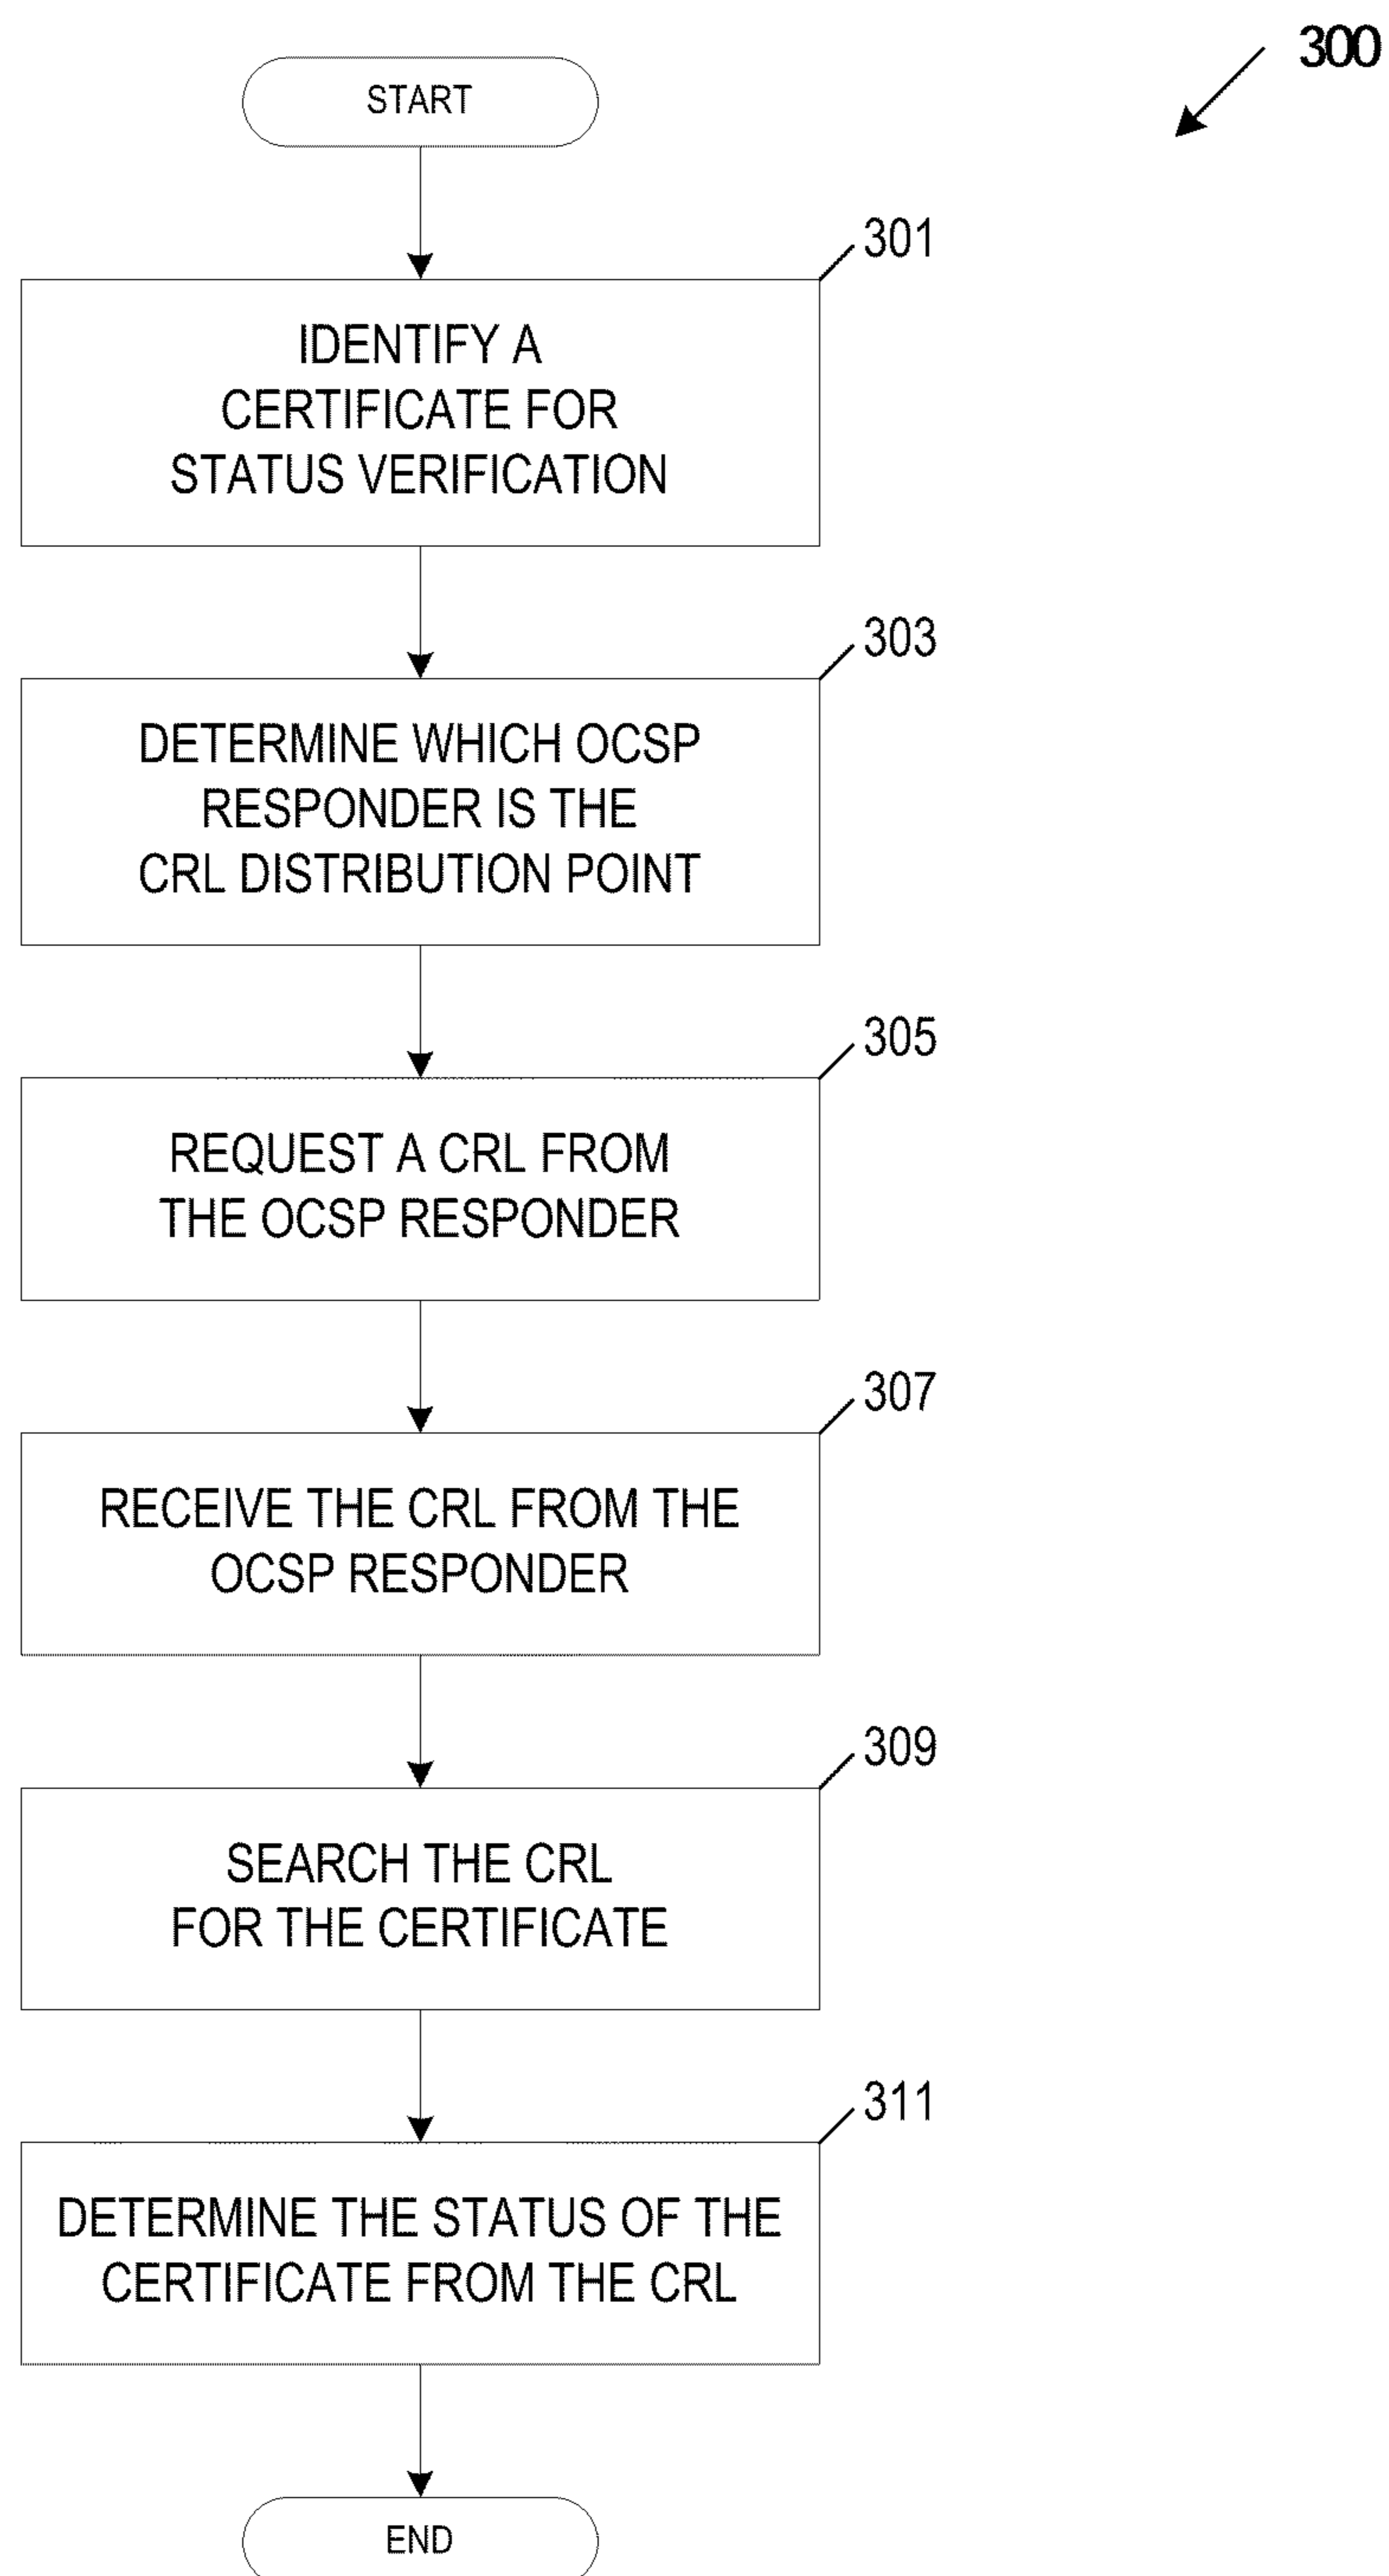 300
START
301
IDENTIFY A
CERTIFICATE FOR
STATUS VERIFICATION
303
DETERMINE WHICH OCSP
RESPONDER IS THE
CRL DISTRIBUTION POINT
305
REQUEST A CRL FROM
THE OCSP RESPONDER
307
RECEIVE THE CRL FROM THE
OCSP RESPONDER
309
SEARCH THE CRL
FOR THE CERTIFICATE
311
DETERMINE THE STATUS OF THE
CERTIFICATE FROM THE CRL
END